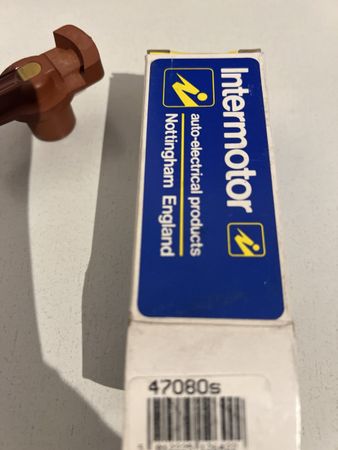 Intermotor
auto-electrical products
Nottingham England
47080s